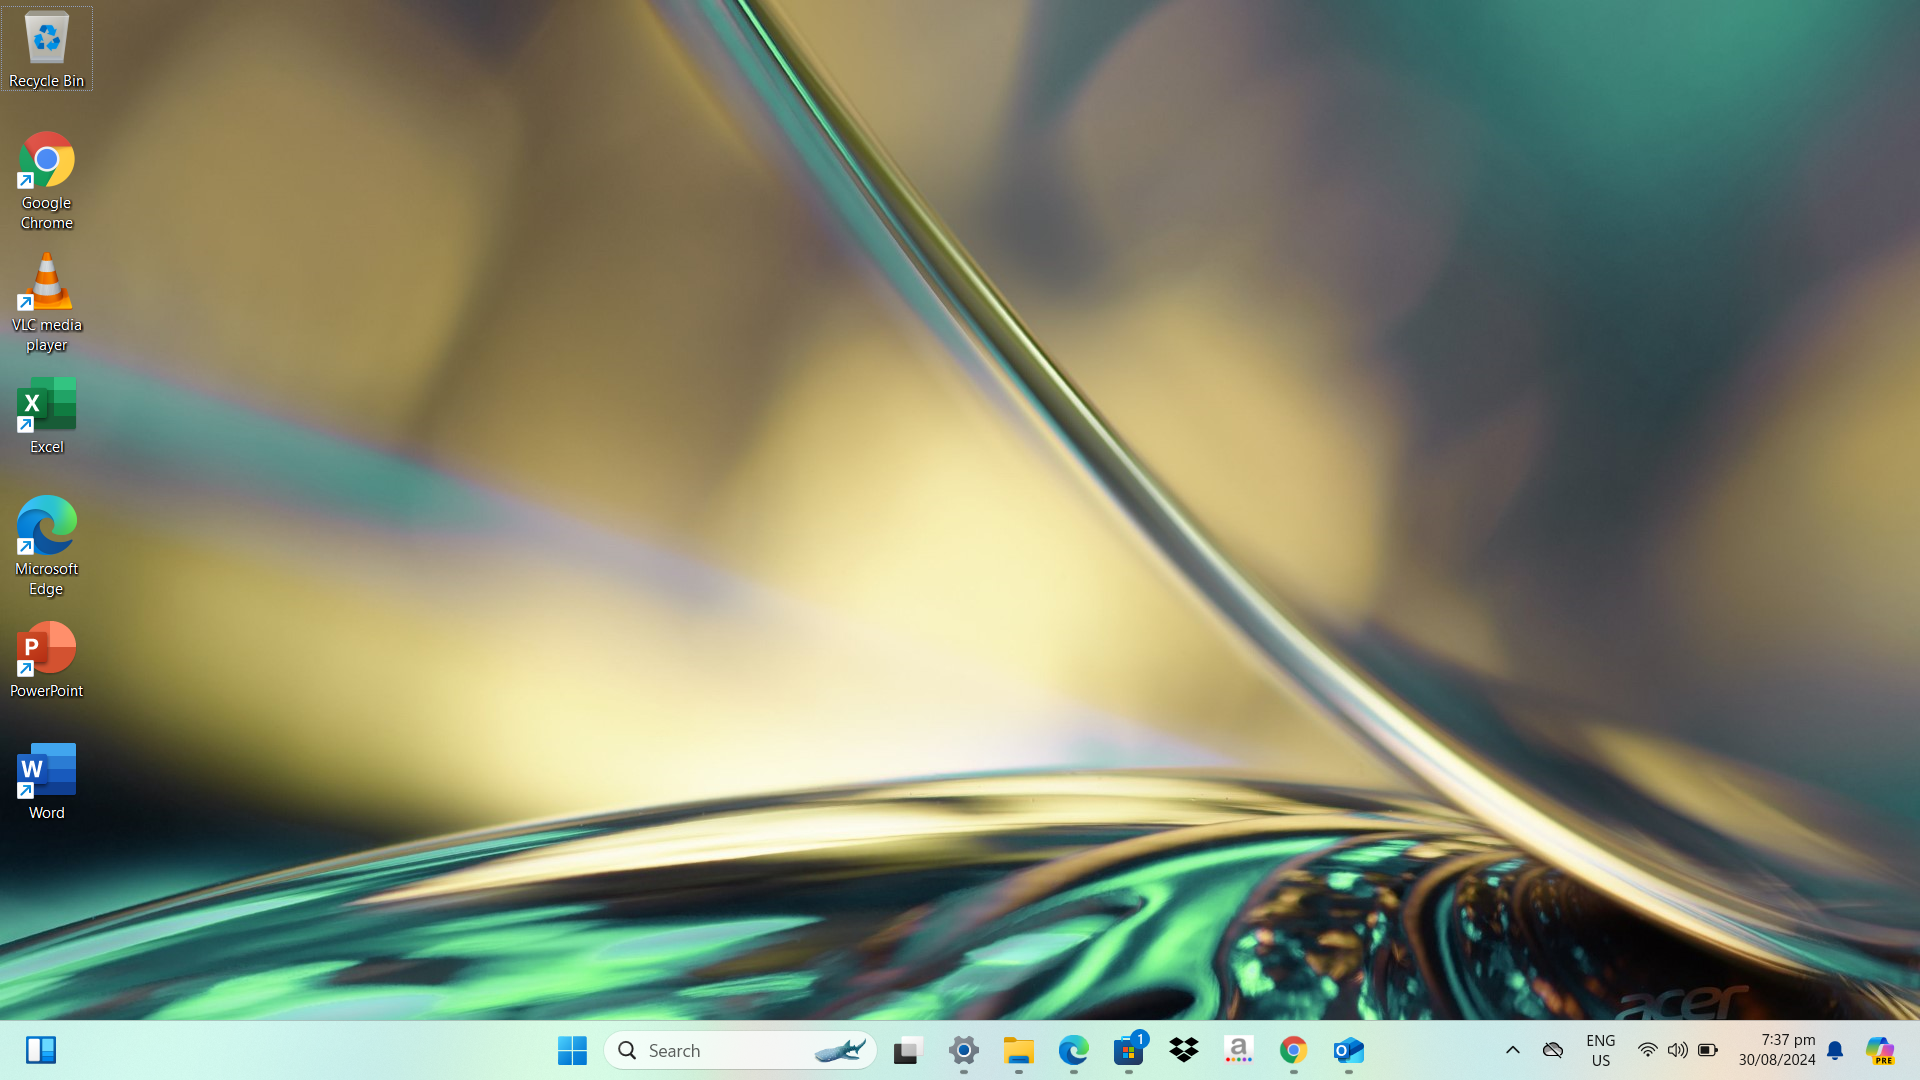 Recycle Bin
Google
Chrome
VLC media
player
X
Excel
Microsoft
Edge
P
PowerPoint
W
Word
acer
Search
1
a
O
ENG
US
7:37 pm
30/08/2024
PRE